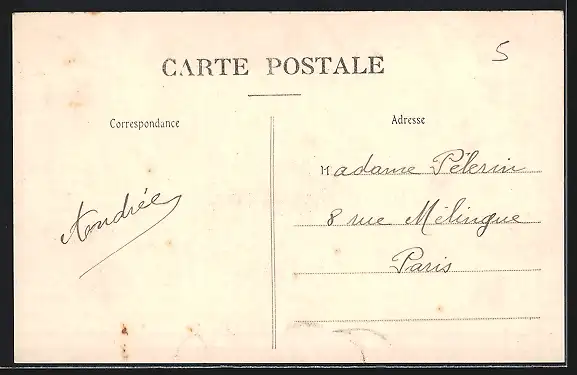 5
CARTE POSTALE
Correspondance
Adresse
Andrée
Madame Pélerin
8 rue Mélingue
Paris